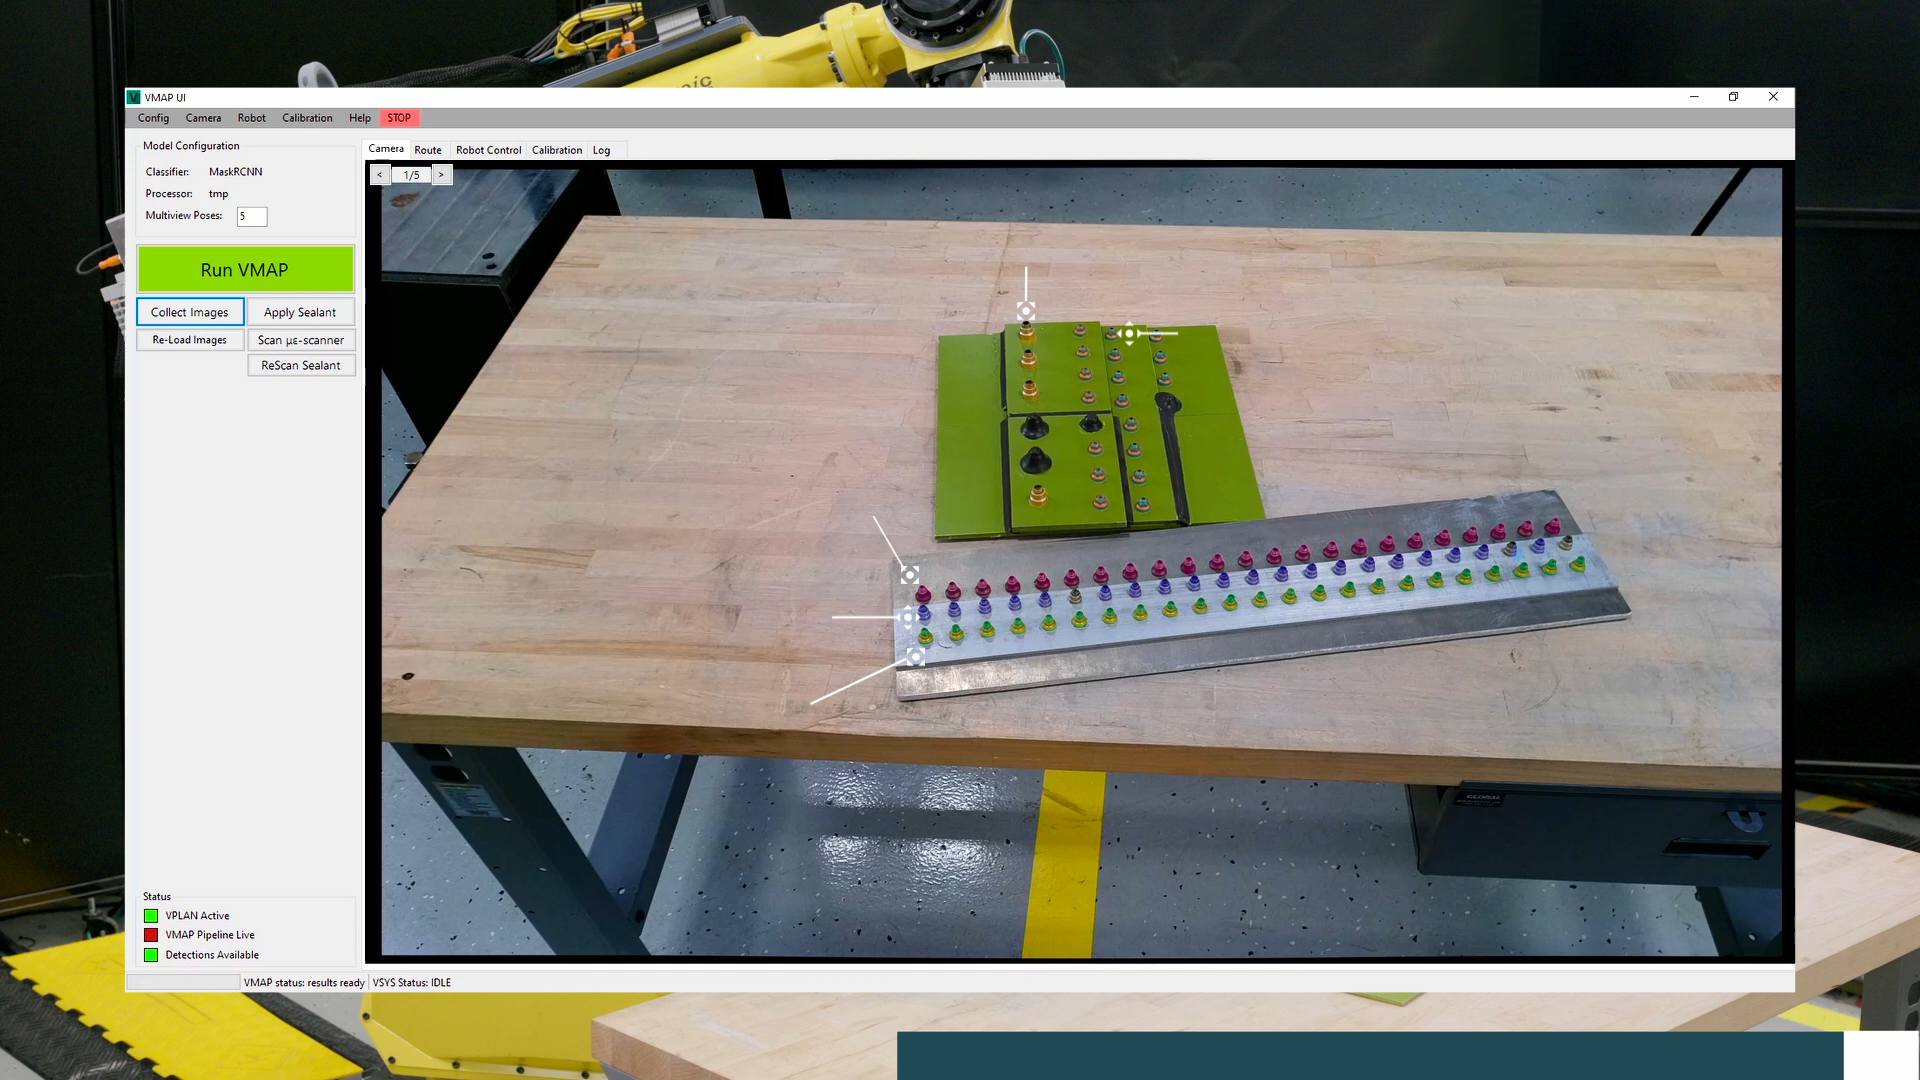 VMAP UI
Config Camera Robot Calibration Help STOP
Model Configuration
Classifier: MaskRCNN
Processor: tmp
Multiview Poses: 5
Run VMAP
Collect Images Apply Sealant
Re-Load Images Scan µε-scanner
ReScan Sealant
Camera Route Robot Control Calibration Log
< 1/5 >
GLOBAL
Status
VPLAN Active
VMAP Pipeline Live
Detections Available
VMAP status: results ready VSYS Status: IDLE